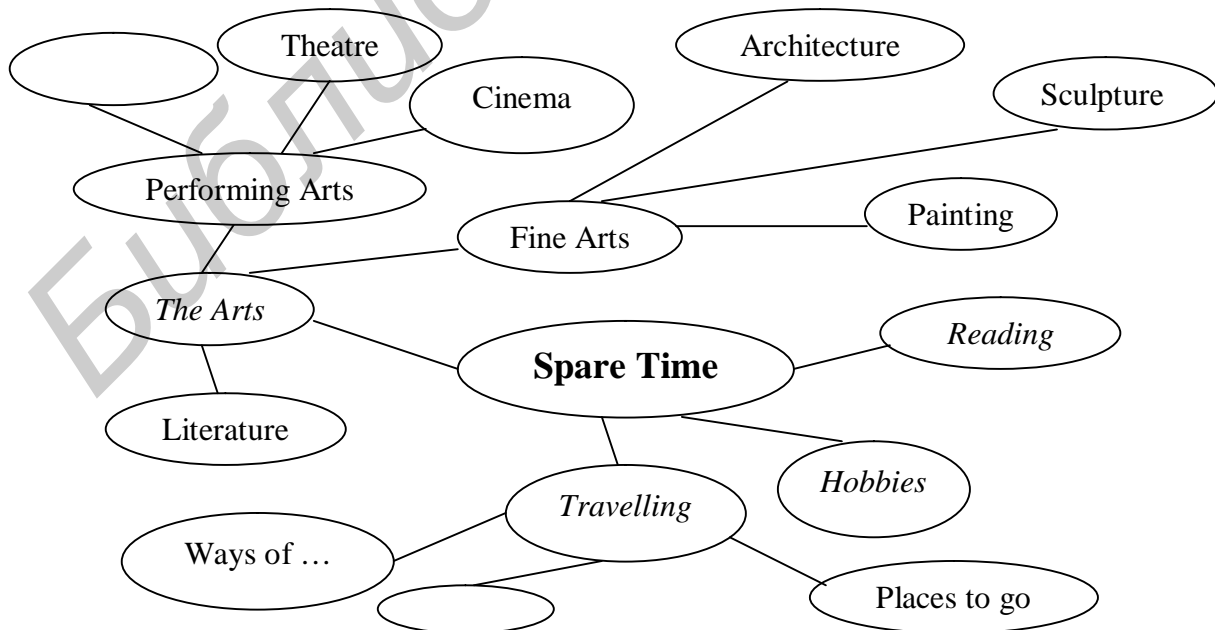 Theatre
Architecture
Cinema
Sculpture
Performing Arts
Painting
Fine Arts
The Arts
Reading
Spare Time
Literature
Hobbies
Travelling
Ways of …
Places to go